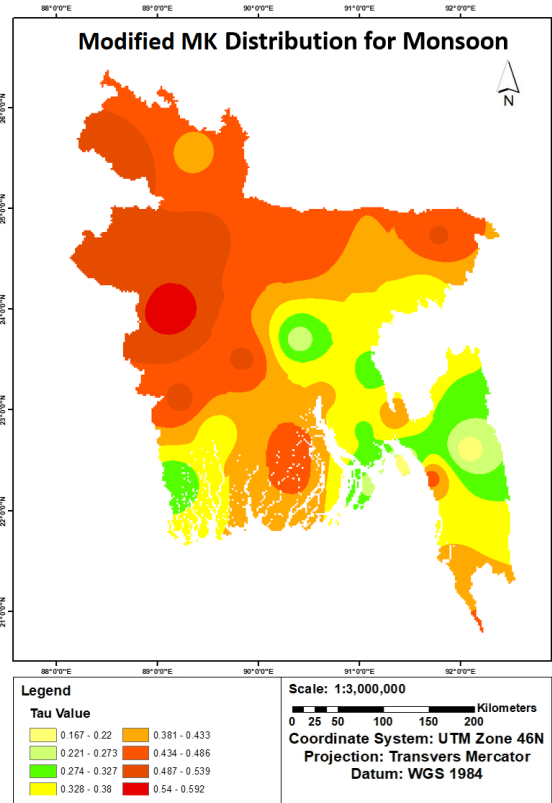 Modified MK Distribution for Monsoon
88°0'0"E 89°0'0"E 90°0'0"E 91°0'0"E 92°0'0"E
N
26°0'0"N
25°0'0"N
24°0'0"N
23°0'0"N
22°0'0"N
21°0'0"N
88°0'0"E 89°0'0"E 90°0'0"E 91°0'0"E 92°0'0"E
Legend
Tau Value
0.167 - 0.22 0.381 - 0.433
0.221 - 0.273 0.434 - 0.486
0.274 - 0.327 0.487 - 0.539
0.328 - 0.38 0.54 - 0.592
Scale: 1:3,000,000
Kilometers
0 25 50 100 150 200
Coordinate System: UTM Zone 46N
Projection: Transvers Mercator
Datum: WGS 1984